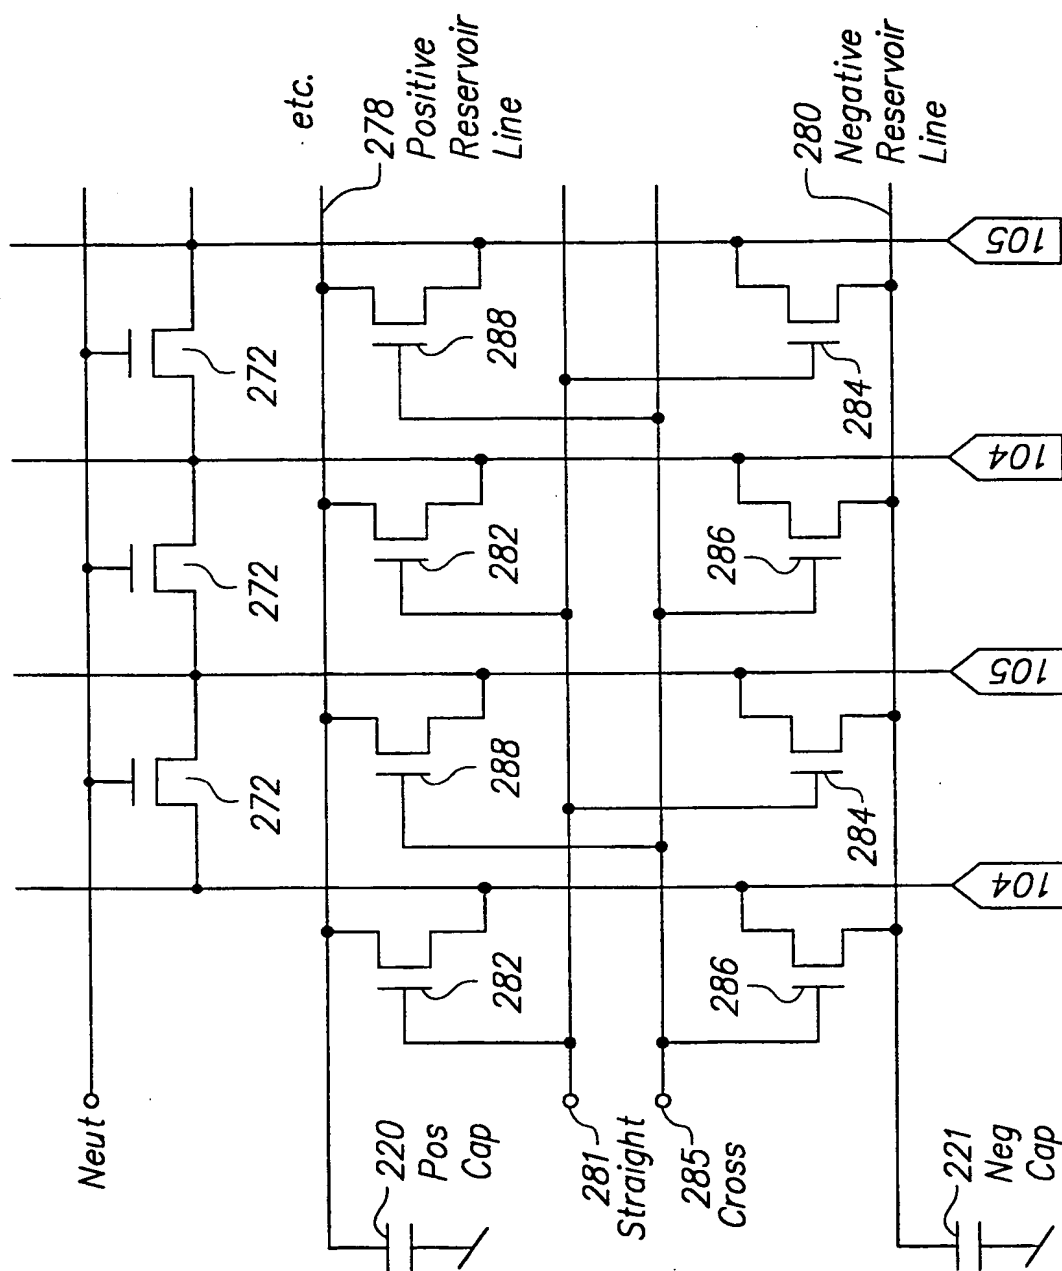 Neut
etc.
272
272
272
278
Positive
Reservoir
Line
220
Pos
Cap
282
288
282
288
281
Straight
285
Cross
286
284
286
284
280
Negative
Reservoir
Line
221
Neg
Cap
104
105
104
105